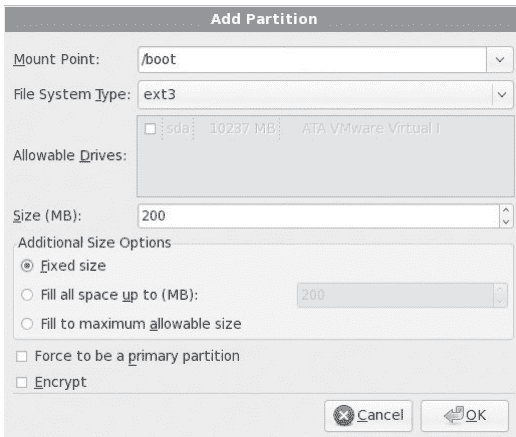 Add Partition
Mount Point: /boot
File System Type: ext3
Allowable Drives: sda 10237 MB ATA VMware Virtual I
Size (MB): 200
Additional Size Options
Fixed size
Fill all space up to (MB): 200
Fill to maximum allowable size
Force to be a primary partition
Encrypt
Cancel OK